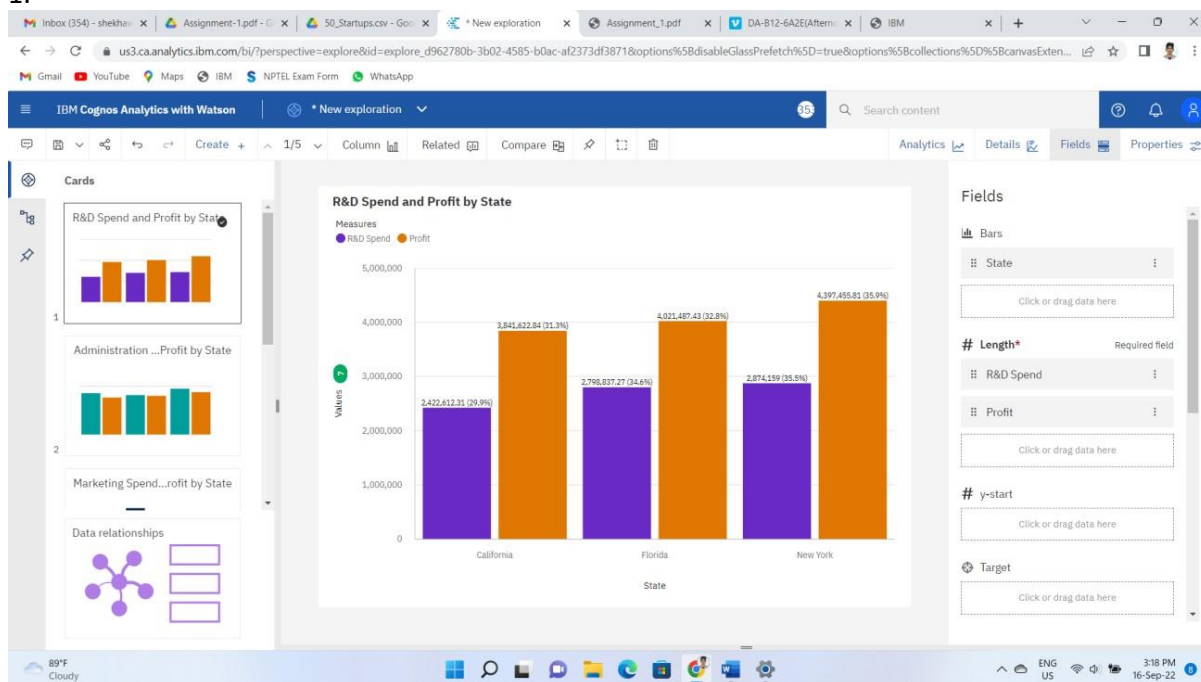 1.
Inbox (354) - shekhav
Assignment-1.pdf - G
50_Startups.csv - Goo
* New exploration
Assignment_1.pdf
DA-B12-6A2E(Aftern
IBM
us3.ca.analytics.ibm.com/bi/?perspective=explore&id=explore_d962780b-3b02-4585-b0ac-af2373df3871&options%5BdisableGlassPrefetch%5D=true&options%5Bcollections%5D%5BcanvasExten...
Gmail YouTube Maps IBM NPTEL Exam Form WhatsApp
IBM Cognos Analytics with Watson
* New exploration
35
Search content
Create + 1/5 Column Related Compare Analytics Details Fields Properties
Cards
R&D Spend and Profit by State
1
Administration ...Profit by State
2
Marketing Spend...rofit by State
Data relationships
R&D Spend and Profit by State
Measures
R&D Spend Profit
5,000,000
4,000,000
3,000,000
2,000,000
1,000,000
0
Values
7
2,422,612.31 (29.9%)
3,841,622.84 (31.3%)
2,798,837.27 (34.6%)
4,021,487.43 (32.8%)
2,874,159 (35.5%)
4,397,455.81 (35.9%)
California
Florida
New York
State
Fields
Bars
State
Click or drag data here
# Length* Required field
R&D Spend
Profit
Click or drag data here
# y-start
Click or drag data here
Target
Click or drag data here
89°F
Cloudy
ENG
US
3:18 PM
16-Sep-22
8